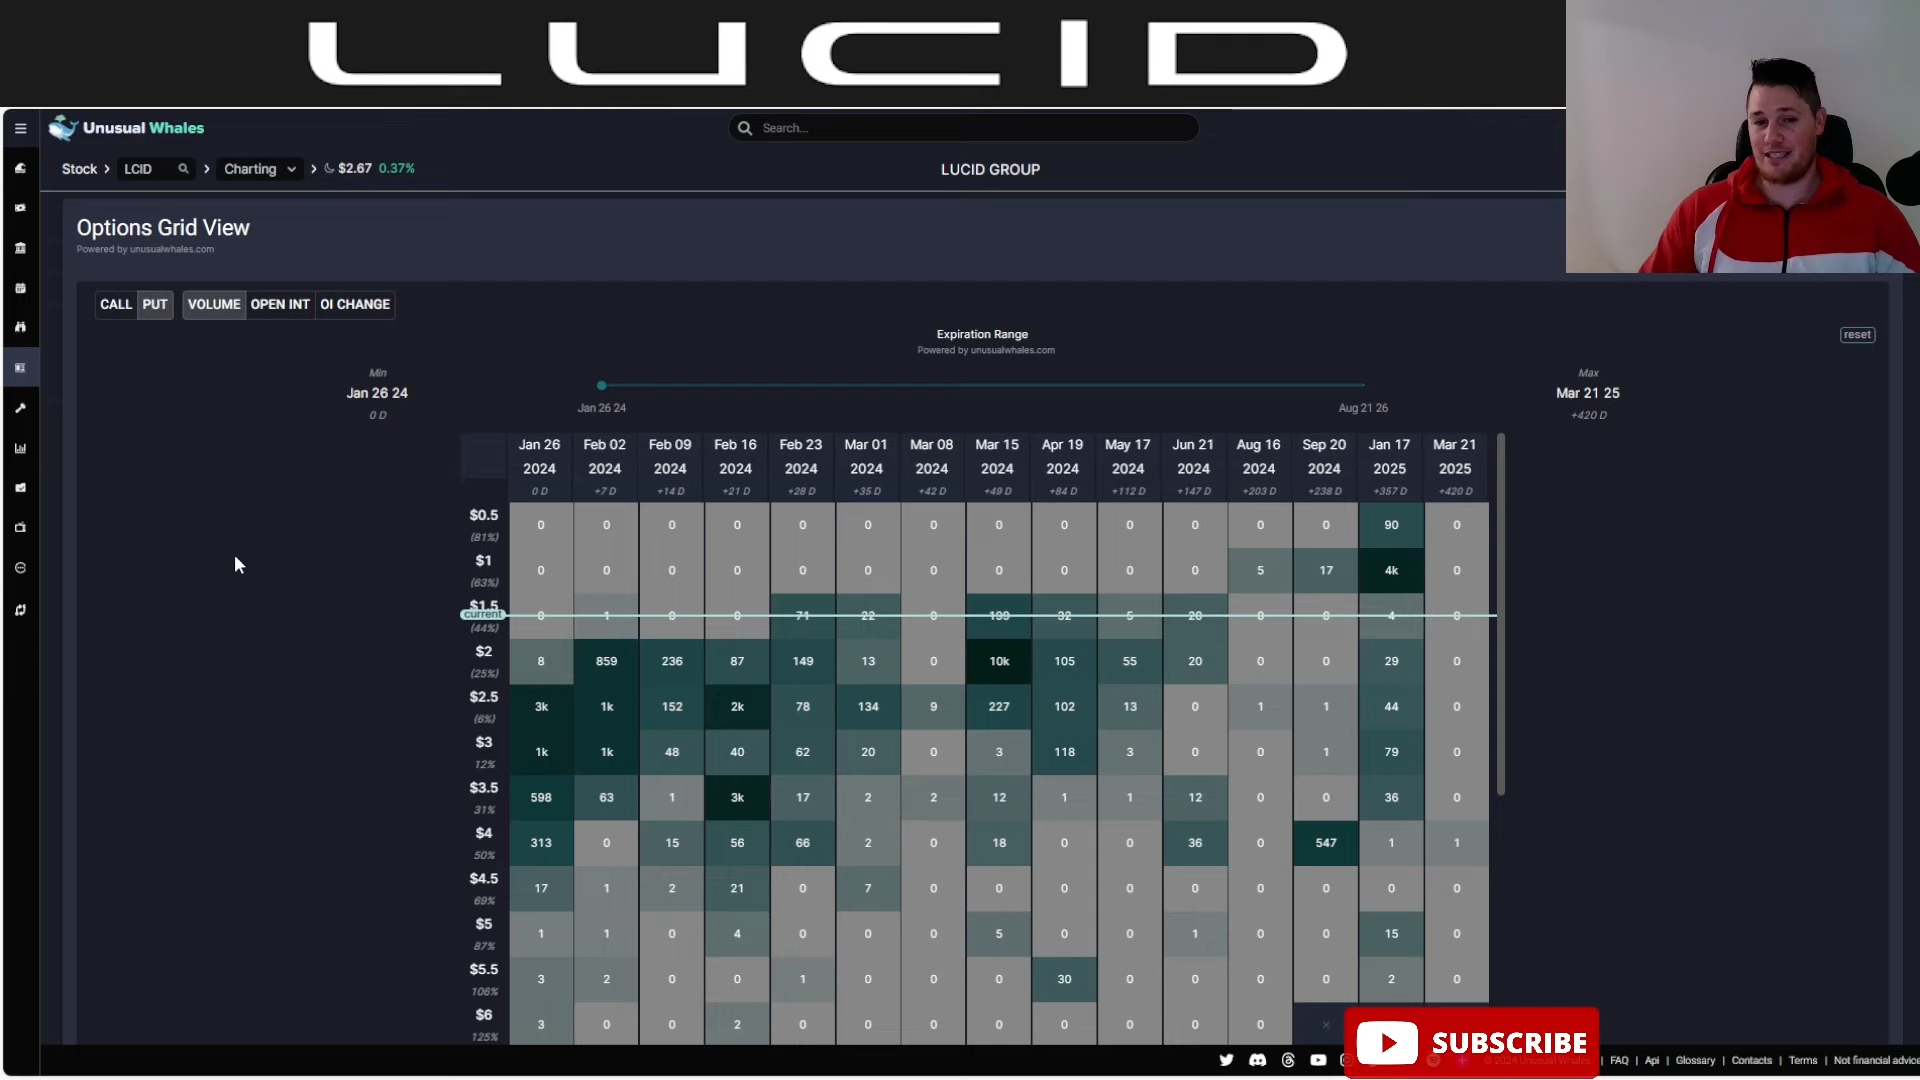 LUCID
Unusual Whales
Search...
Stock > LCID > Charting > $2.67 0.37%
LUCID GROUP
Options Grid View
Powered by unusualwhales.com
CALL PUT VOLUME OPEN INT OI CHANGE
Expiration Range
Powered by unusualwhales.com
reset
Min
Jan 26 24
0 D
Max
Mar 21 25
+420 D
Jan 26 24
Aug 21 26
Jan 26 Feb 02 Feb 09 Feb 16 Feb 23 Mar 01 Mar 08 Mar 15 Apr 19 May 17 Jun 21 Aug 16 Sep 20 Jan 17 Mar 21
2024 2024 2024 2024 2024 2024 2024 2024 2024 2024 2024 2024 2024 2025 2025
0 D +7 D +14 D +21 D +28 D +35 D +42 D +49 D +84 D +112 D +147 D +203 D +238 D +357 D +420 D
$0.5 0 0 0 0 0 0 0 0 0 0 0 0 0 90 0
(81%)
$1 0 0 0 0 0 0 0 0 0 0 0 5 17 4k 0
(63%)
$1.5
current 0 1 0 0 71 22 0 199 32 5 20 0 0 4 0
(44%)
$2 8 859 236 87 149 13 0 10k 105 55 20 0 0 29 0
(25%)
$2.5 3k 1k 152 2k 78 134 9 227 102 13 0 1 1 44 0
(6%)
$3 1k 1k 48 40 62 20 0 3 118 3 0 0 1 79 0
12%
$3.5 598 63 1 3k 17 2 2 12 1 1 12 0 0 36 0
31%
$4 313 0 15 56 66 2 0 18 0 0 36 0 547 1 1
50%
$4.5 17 1 2 21 0 7 0 0 0 0 0 0 0 0 0
69%
$5 1 1 0 4 0 0 0 5 0 0 1 0 0 15 0
87%
$5.5 3 2 0 0 1 0 0 0 30 0 0 0 0 2 0
106%
$6 3 0 0 2 0 0 0 0 0 0 0 0 ×
125%
SUBSCRIBE
| FAQ | Api | Glossary | Contacts | Terms | Not financial advice